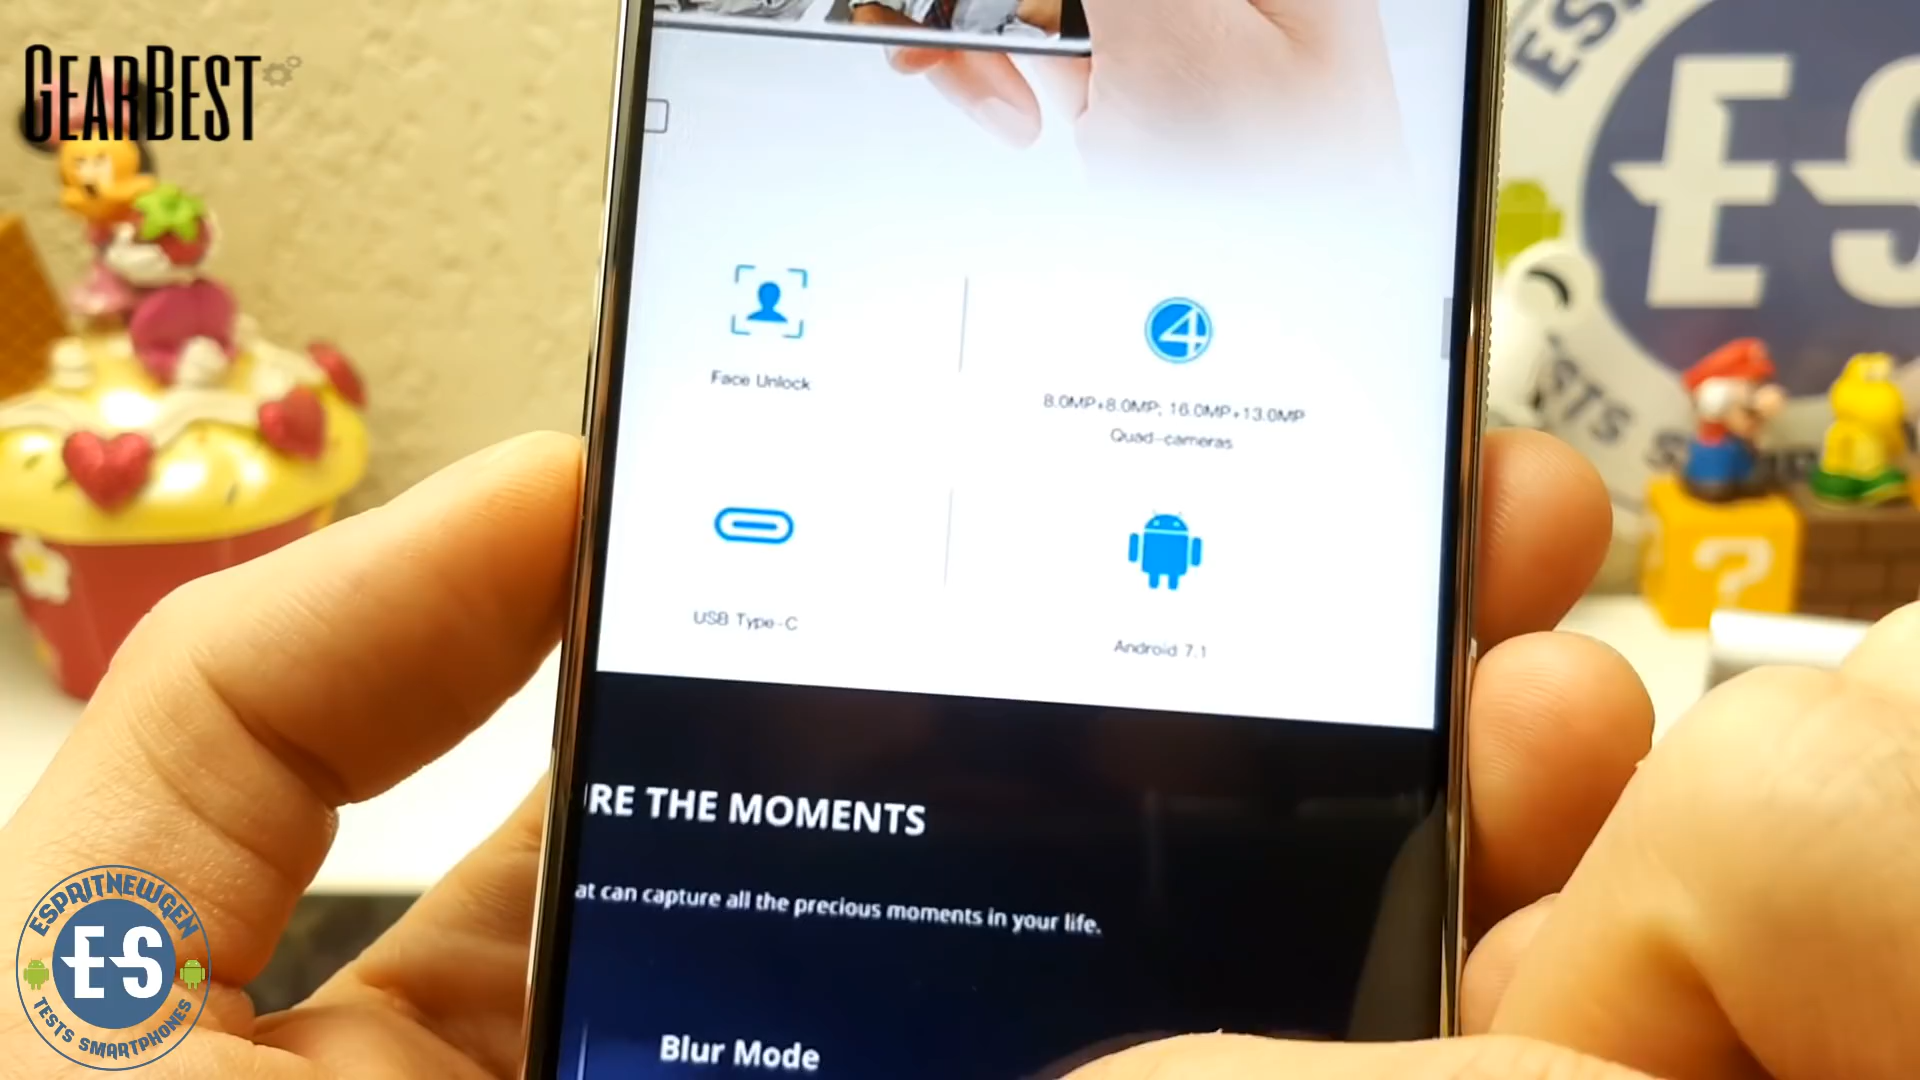 GEARBEST
ES
Face Unlock
8.0MP+8.0MP; 16.0MP+13.0MP
Quad-cameras
USB Type-C
Android 7.1
?
RE THE MOMENTS
at can capture all the precious moments in your life.
Blur Mode
ESPRITNEWGEN
ES
TESTS SMARTPHONES